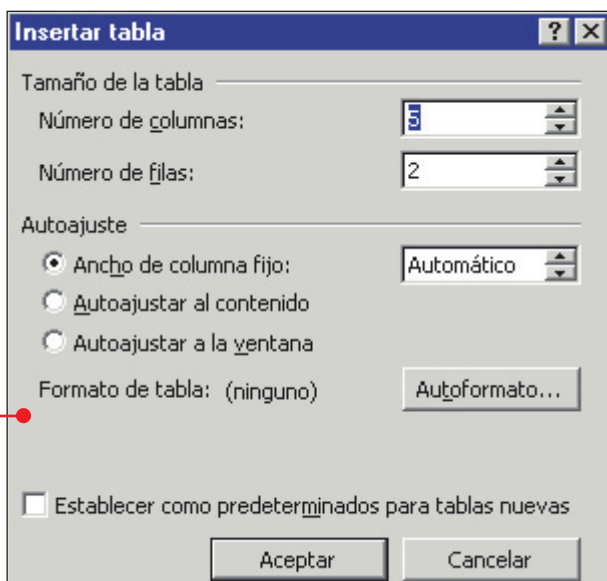 Insertar tabla
Tamaño de la tabla
Número de columnas: 5
Número de filas: 2
Autoajuste
Ancho de columna fijo: Automático
Autoajustar al contenido
Autoajustar a la ventana
Formato de tabla: (ninguno) Autoformato...
Establecer como predeterminados para tablas nuevas
Aceptar Cancelar